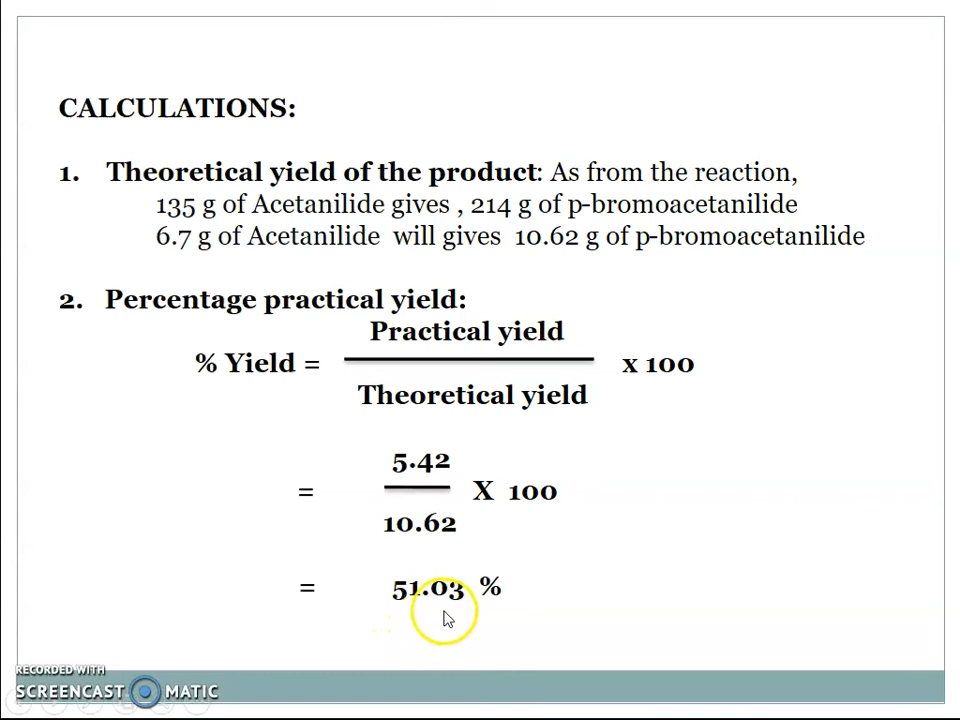 CALCULATIONS:
1. Theoretical yield of the product: As from the reaction,
135 g of Acetanilide gives , 214 g of p-bromoacetanilide
6.7 g of Acetanilide will gives 10.62 g of p-bromoacetanilide
2. Percentage practical yield:
Practical yield
% Yield = x 100
Theoretical yield
5.42
= X 100
10.62
= 51.03 %
RECORDED WITH
SCREENCAST MATIC